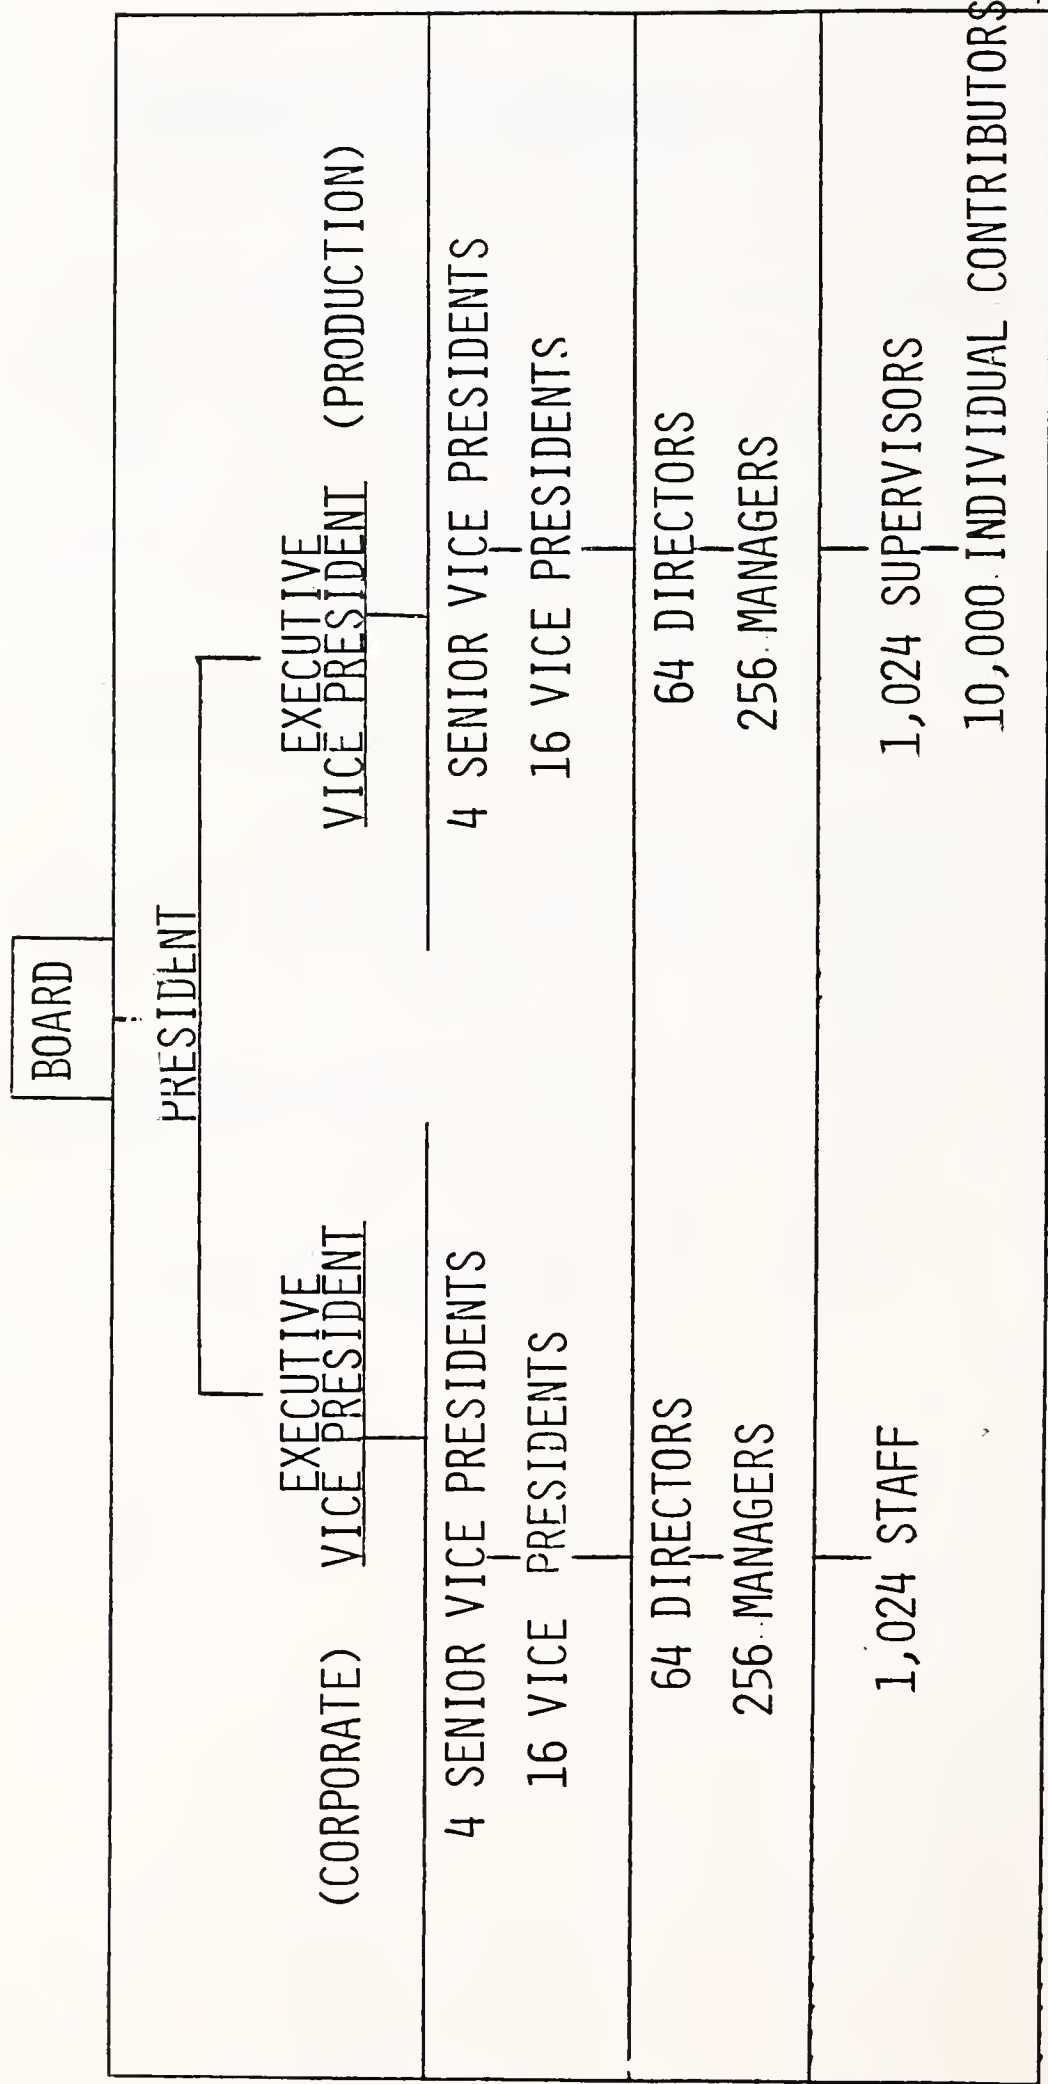 BOARD
PRESIDENT
EXECUTIVE
(CORPORATE) VICE PRESIDENT
EXECUTIVE
VICE PRESIDENT (PRODUCTION)
4 SENIOR VICE PRESIDENTS
4 SENIOR VICE PRESIDENTS
16 VICE PRESIDENTS
16 VICE PRESIDENTS
64 DIRECTORS
64 DIRECTORS
256 MANAGERS
256 MANAGERS
1,024 STAFF
1,024 SUPERVISORS
10,000 INDIVIDUAL CONTRIBUTORS